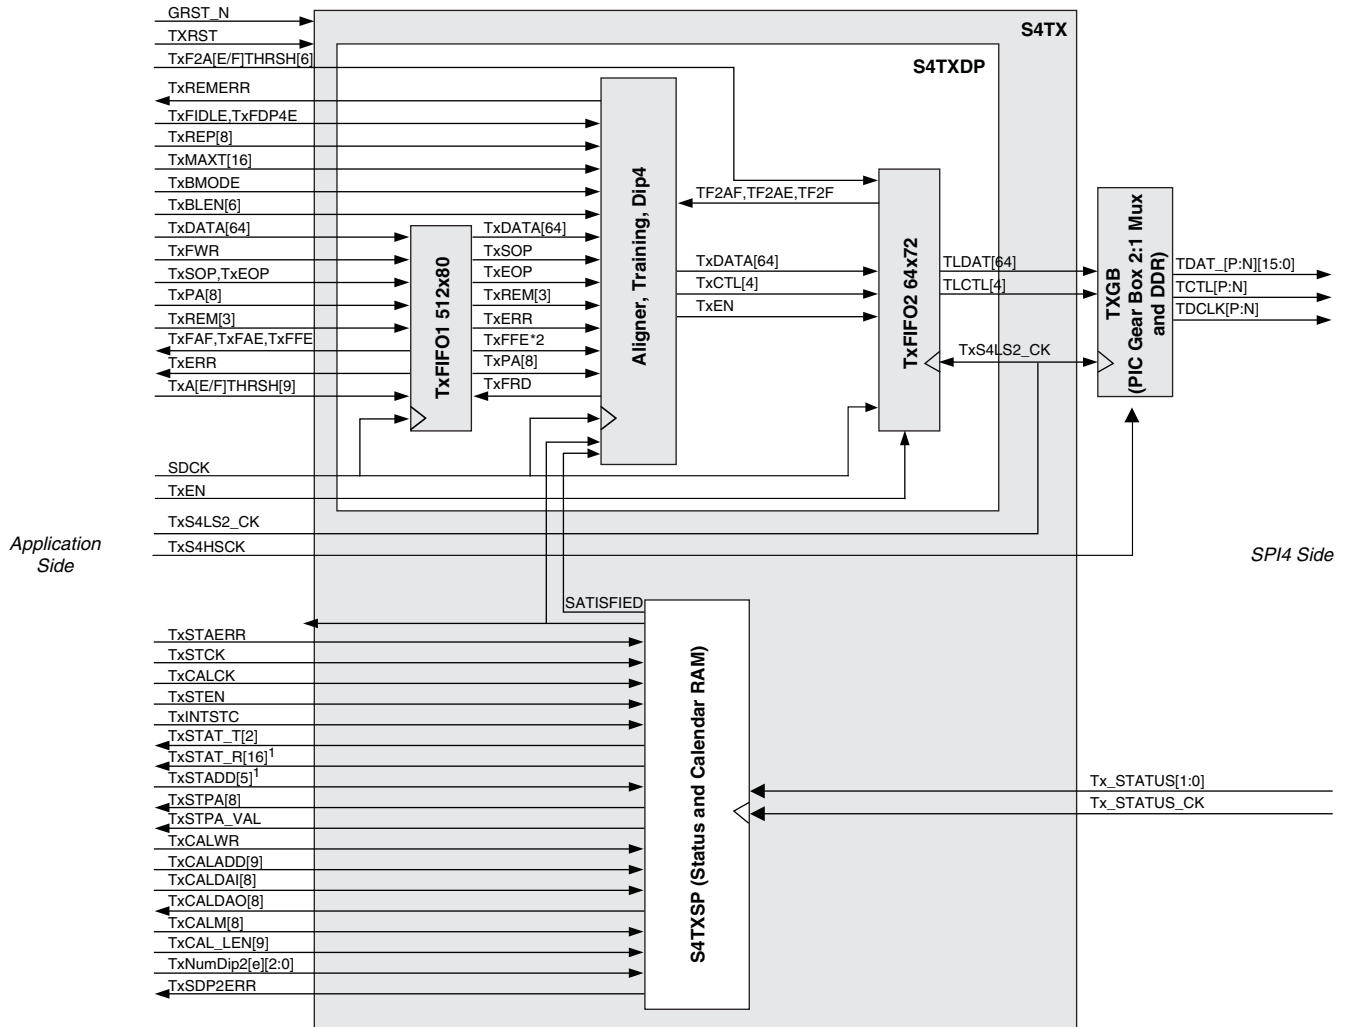 GRST_N
TXRST
TxF2A[E/F]THRSH[6]
TxREMERR
TxFIDLE,TxFDP4E
TxREP[8]
TxMAXT[16]
TxBMODE
TxBLEN[6]
TxDATA[64]
TxFWR
TxSOP,TxEOP
TxPA[8]
TxREM[3]
TxFAF,TxFAE,TxFFE
TxERR
TxA[E/F]THRSH[9]
SDCK
TxEN
TxS4LS2_CK
TxS4HSCK
Application
Side
S4TX
S4TXDP
TxFIFO1 512x80
TxDATA[64]
TxSOP
TxEOP
TxREM[3]
TxERR
TxFFE*2
TxPA[8]
TxFRD
Aligner, Training, Dip4
TF2AF,TF2AE,TF2F
TxDATA[64]
TxCTL[4]
TxEN
TxFIFO2 64x72
TLDAT[64]
TLCTL[4]
TxS4LS2_CK
TXGB
(PIC Gear Box 2:1 Mux
and DDR)
TDAT_[P:N][15:0]
TCTL[P:N]
TDCLK[P:N]
SPI4 Side
SATISFIED
TxSTAERR
TxSTCK
TxCALCK
TxSTEN
TxINTSTC
TxSTAT_T[2]
TxSTAT_R[16]1
TxSTADD[5]1
TxSTPA[8]
TxSTPA_VAL
TxCALWR
TxCALADD[9]
TxCALDAI[8]
TxCALDAO[8]
TxCALM[8]
TxCAL_LEN[9]
TxNumDip2[e][2:0]
TxSDP2ERR
S4TXSP (Status and Calendar RAM)
Tx_STATUS[1:0]
Tx_STATUS_CK